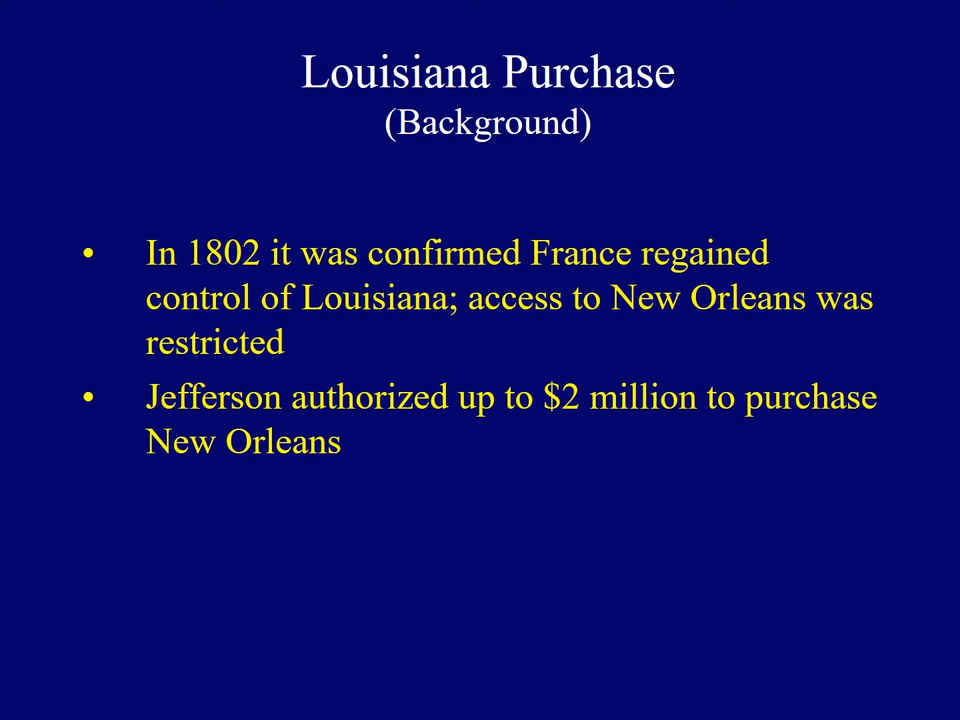 Louisiana Purchase
(Background)
• In 1802 it was confirmed France regained
control of Louisiana; access to New Orleans was
restricted
• Jefferson authorized up to $2 million to purchase
New Orleans